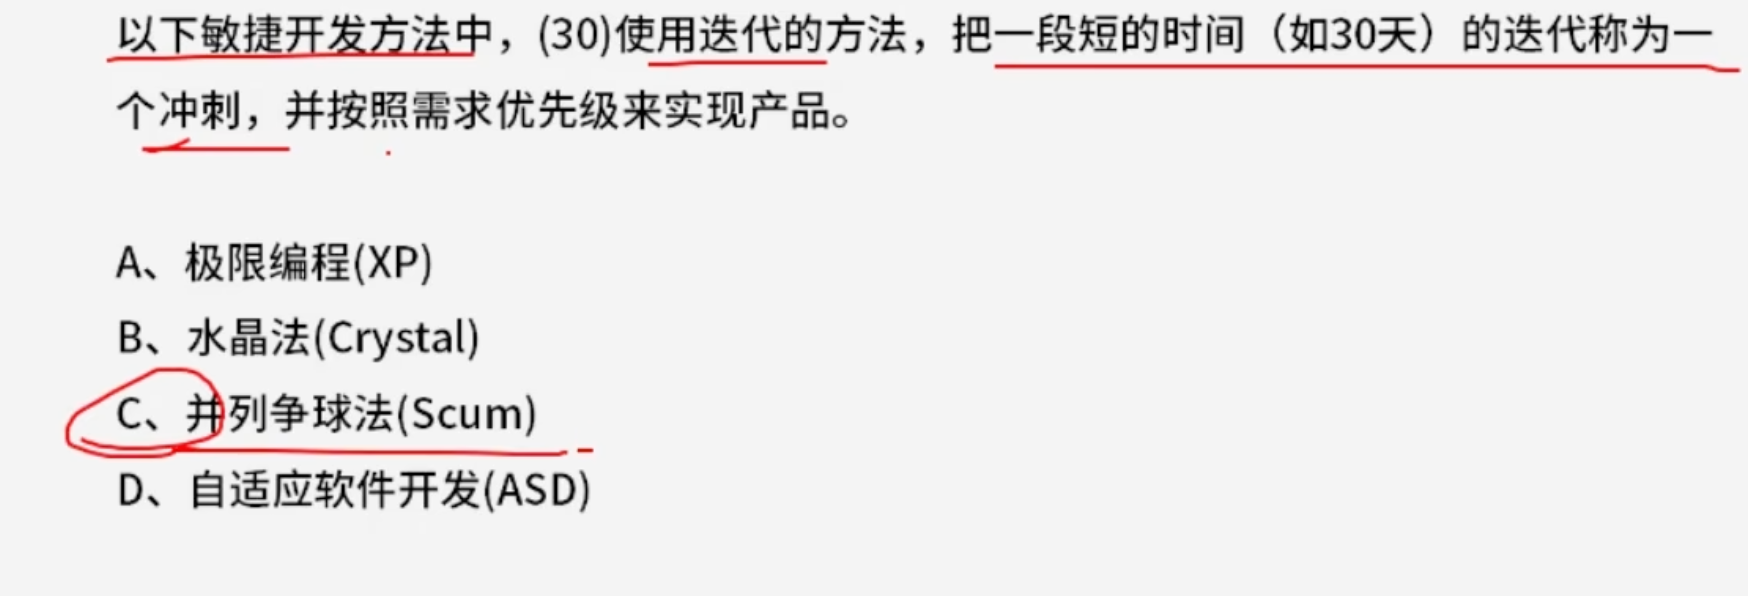 以下敏捷开发方法中，(30)使用迭代的方法，把一段短的时间（如30天）的迭代称为一
个冲刺，并按照需求优先级来实现产品。
A、极限编程(XP)
B、水晶法(Crystal)
C、并列争球法(Scum)
D、自适应软件开发(ASD)